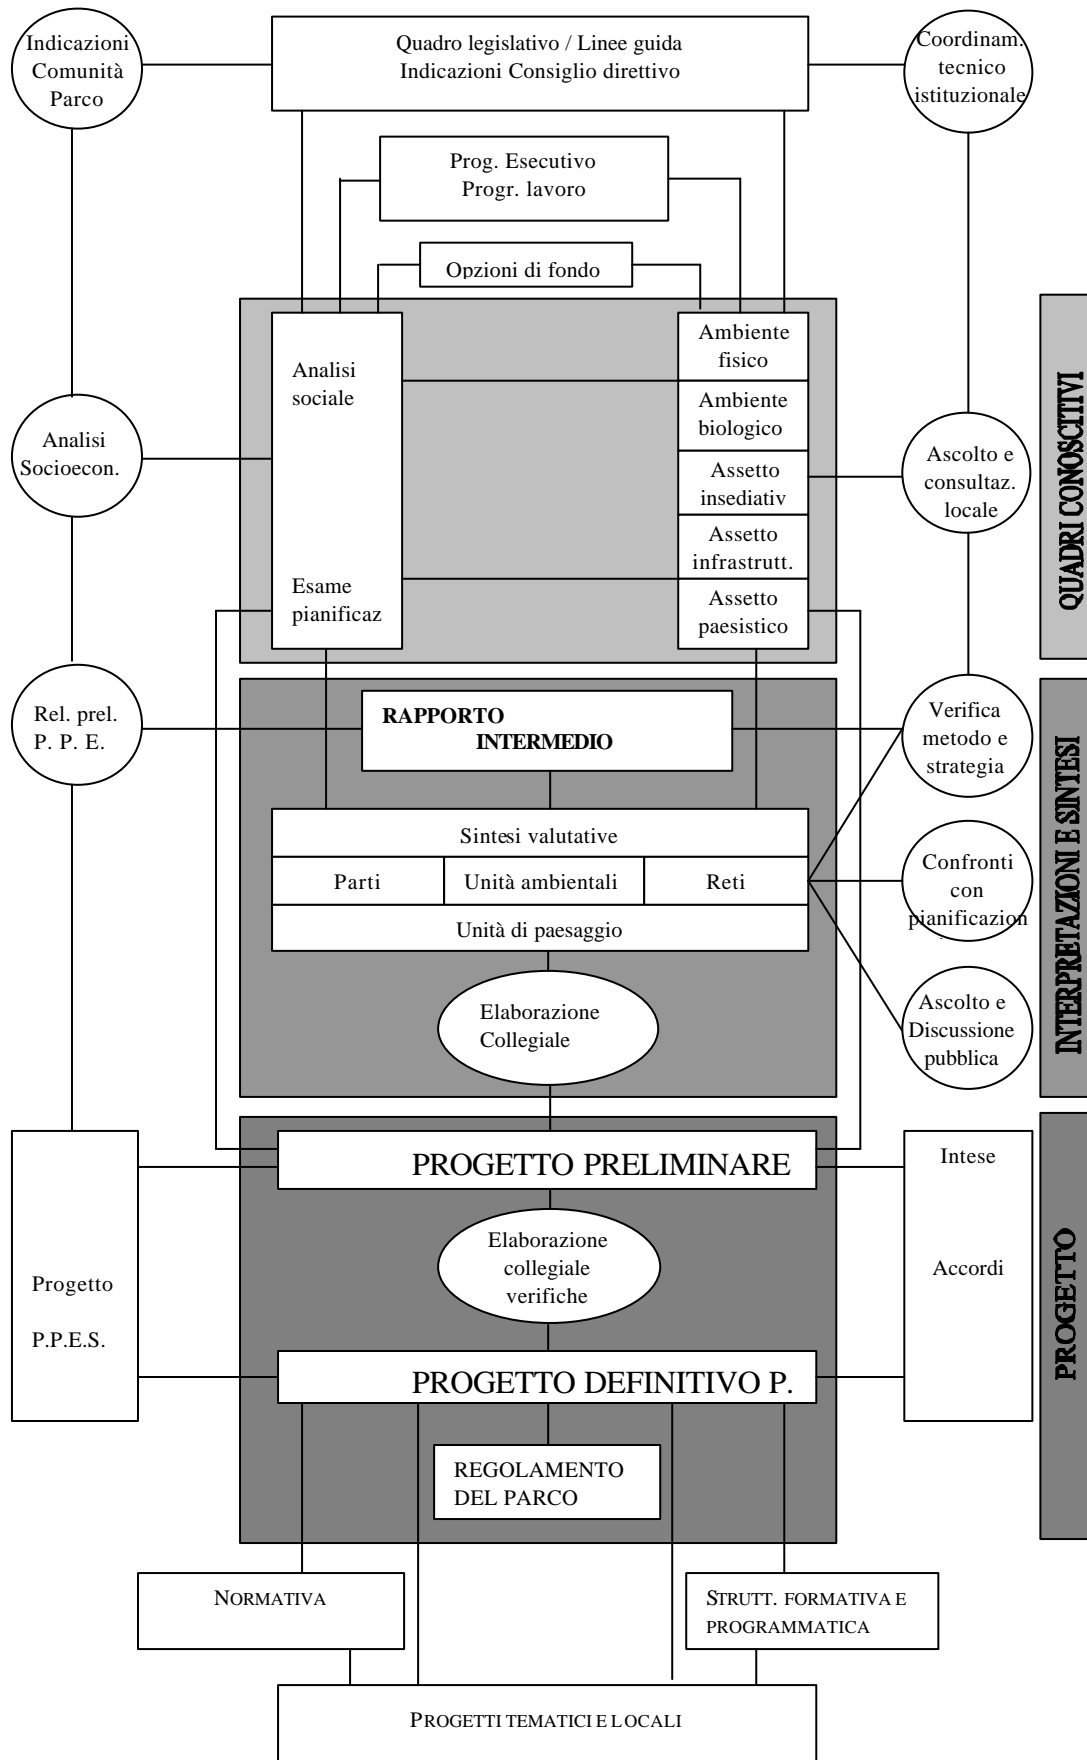 Indicazioni
Comunità
Parco
Quadro legislativo / Linee guida
Indicazioni Consiglio direttivo
Coordinam.
tecnico
istituzionale
Prog. Esecutivo
Progr. lavoro
Opzioni di fondo
Analisi
sociale
Esame
pianificaz
Ambiente
fisico
Ambiente
biologico
Assetto
insediativ
Assetto
infrastrutt.
Assetto
paesistico
Analisi
Socioecon.
Ascolto e
consultaz.
locale
QUADRI CONOSCITIVI
Rel. prel.
P. P. E.
RAPPORTO
INTERMEDIO
Verifica
metodo e
strategia
Sintesi valutative
Parti
Unità ambientali
Reti
Unità di paesaggio
Confronti
con
pianificazion
Elaborazione
Collegiale
Ascolto e
Discussione
pubblica
INTERPRETAZIONI E SINTESI
PROGETTO PRELIMINARE
Intese
Accordi
Elaborazione
collegiale
verifiche
Progetto
P.P.E.S.
PROGETTO DEFINITIVO P.
PROGETTO
REGOLAMENTO
DEL PARCO
NORMATIVA
STRUTT. FORMATIVA E
PROGRAMMATICA
PROGETTI TEMATICI E LOCALI